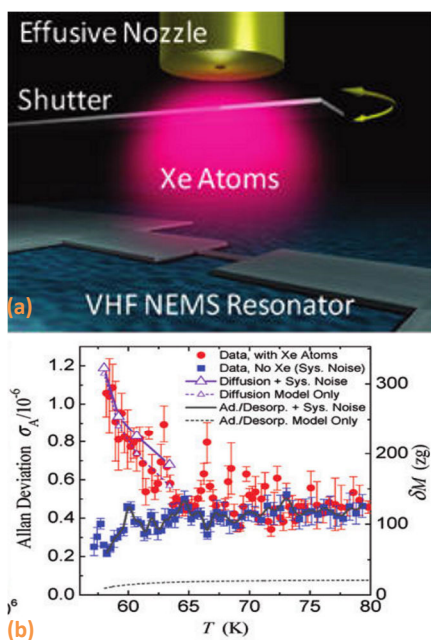 Effusive Nozzle
Shutter
Xe Atoms
VHF NEMS Resonator
(a)
Data, with Xe Atoms
Data, No Xe (Sys. Noise)
Diffusion + Sys. Noise
Diffusion Model Only
Ad./Desorp. + Sys. Noise
Ad./Desorp. Model Only
Allan Deviation σA/10-6
1.2
1.0
0.8
0.6
0.4
0.2
0.0
300
200
100
0
δM (zg)
60
65
70
75
80
T (K)
06
(b)